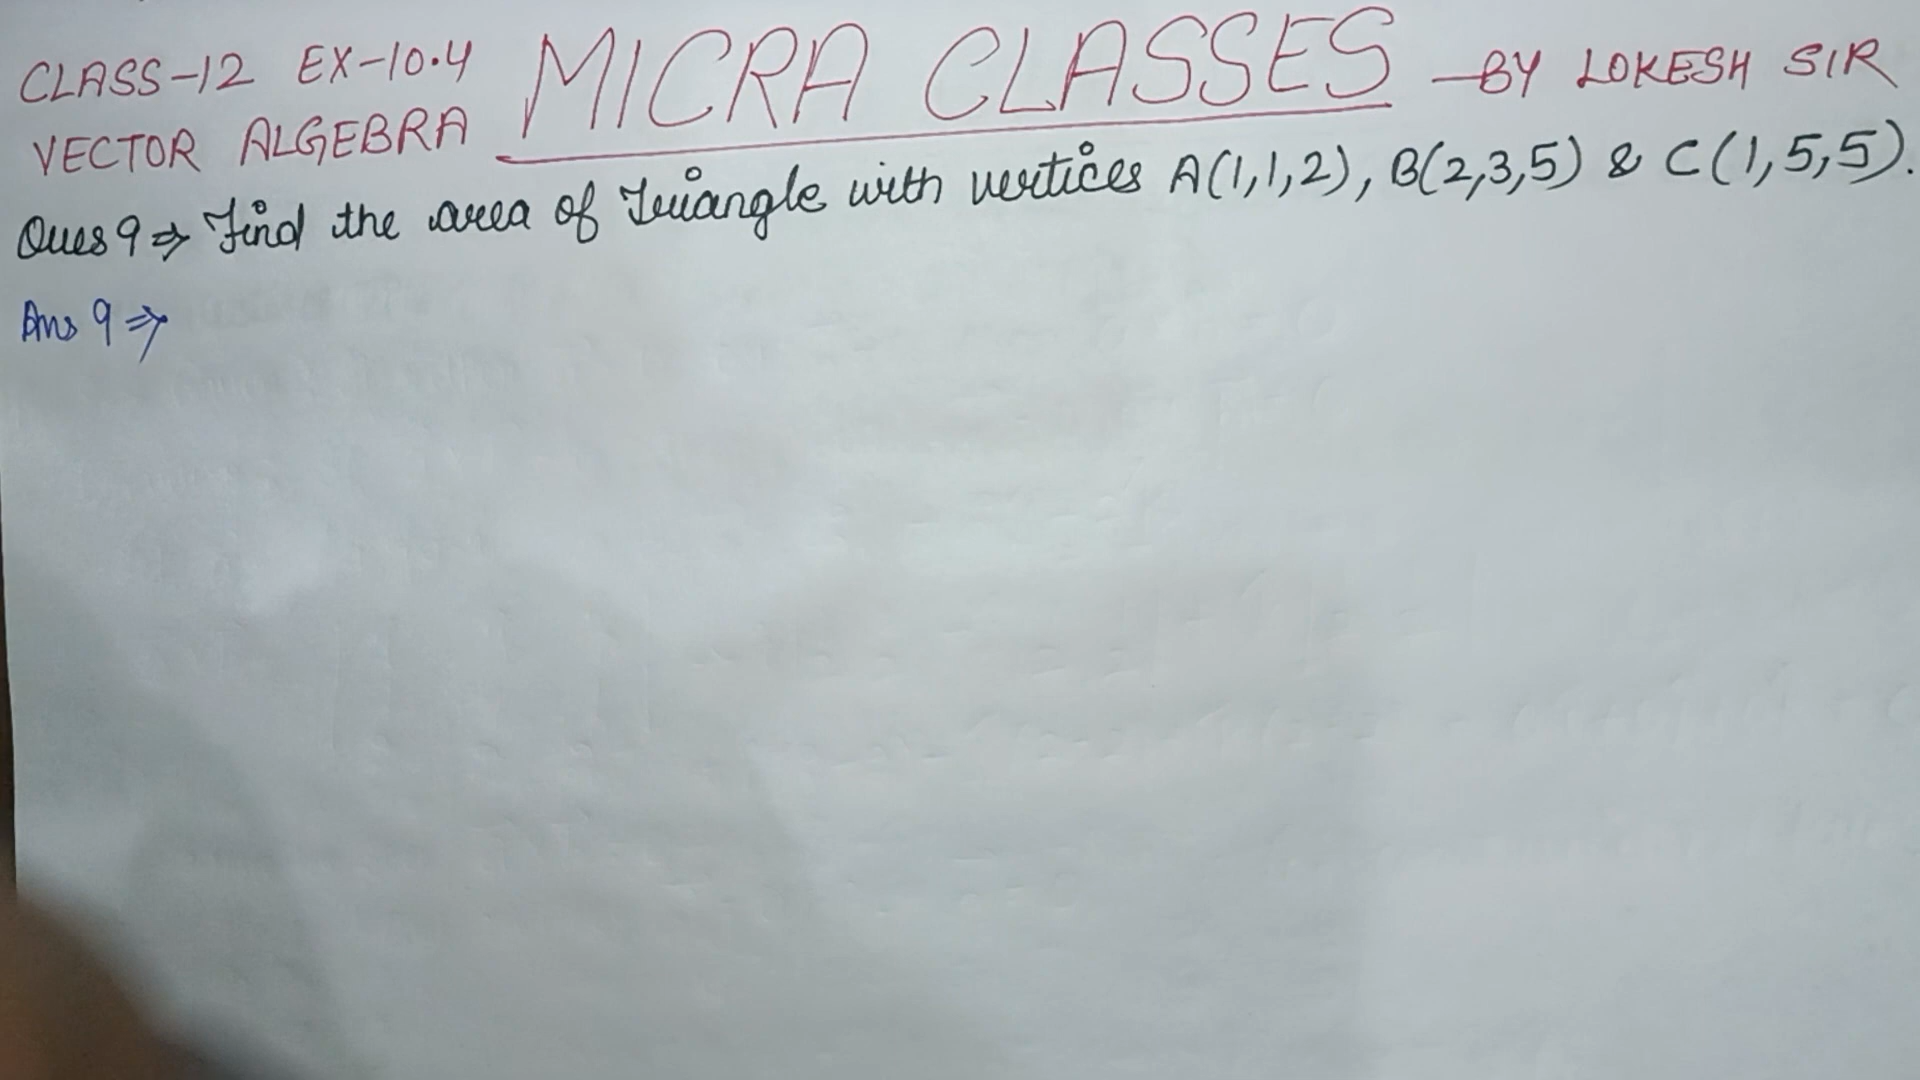 CLASS-12 EX-10.4 MICRA CLASSES -BY LOKESH SIR
VECTOR ALGEBRA
Ques 9⇒ Find the area of Triangle with vertices A(1,1,2), B(2,3,5) & C(1,5,5).
Ans 9⇒